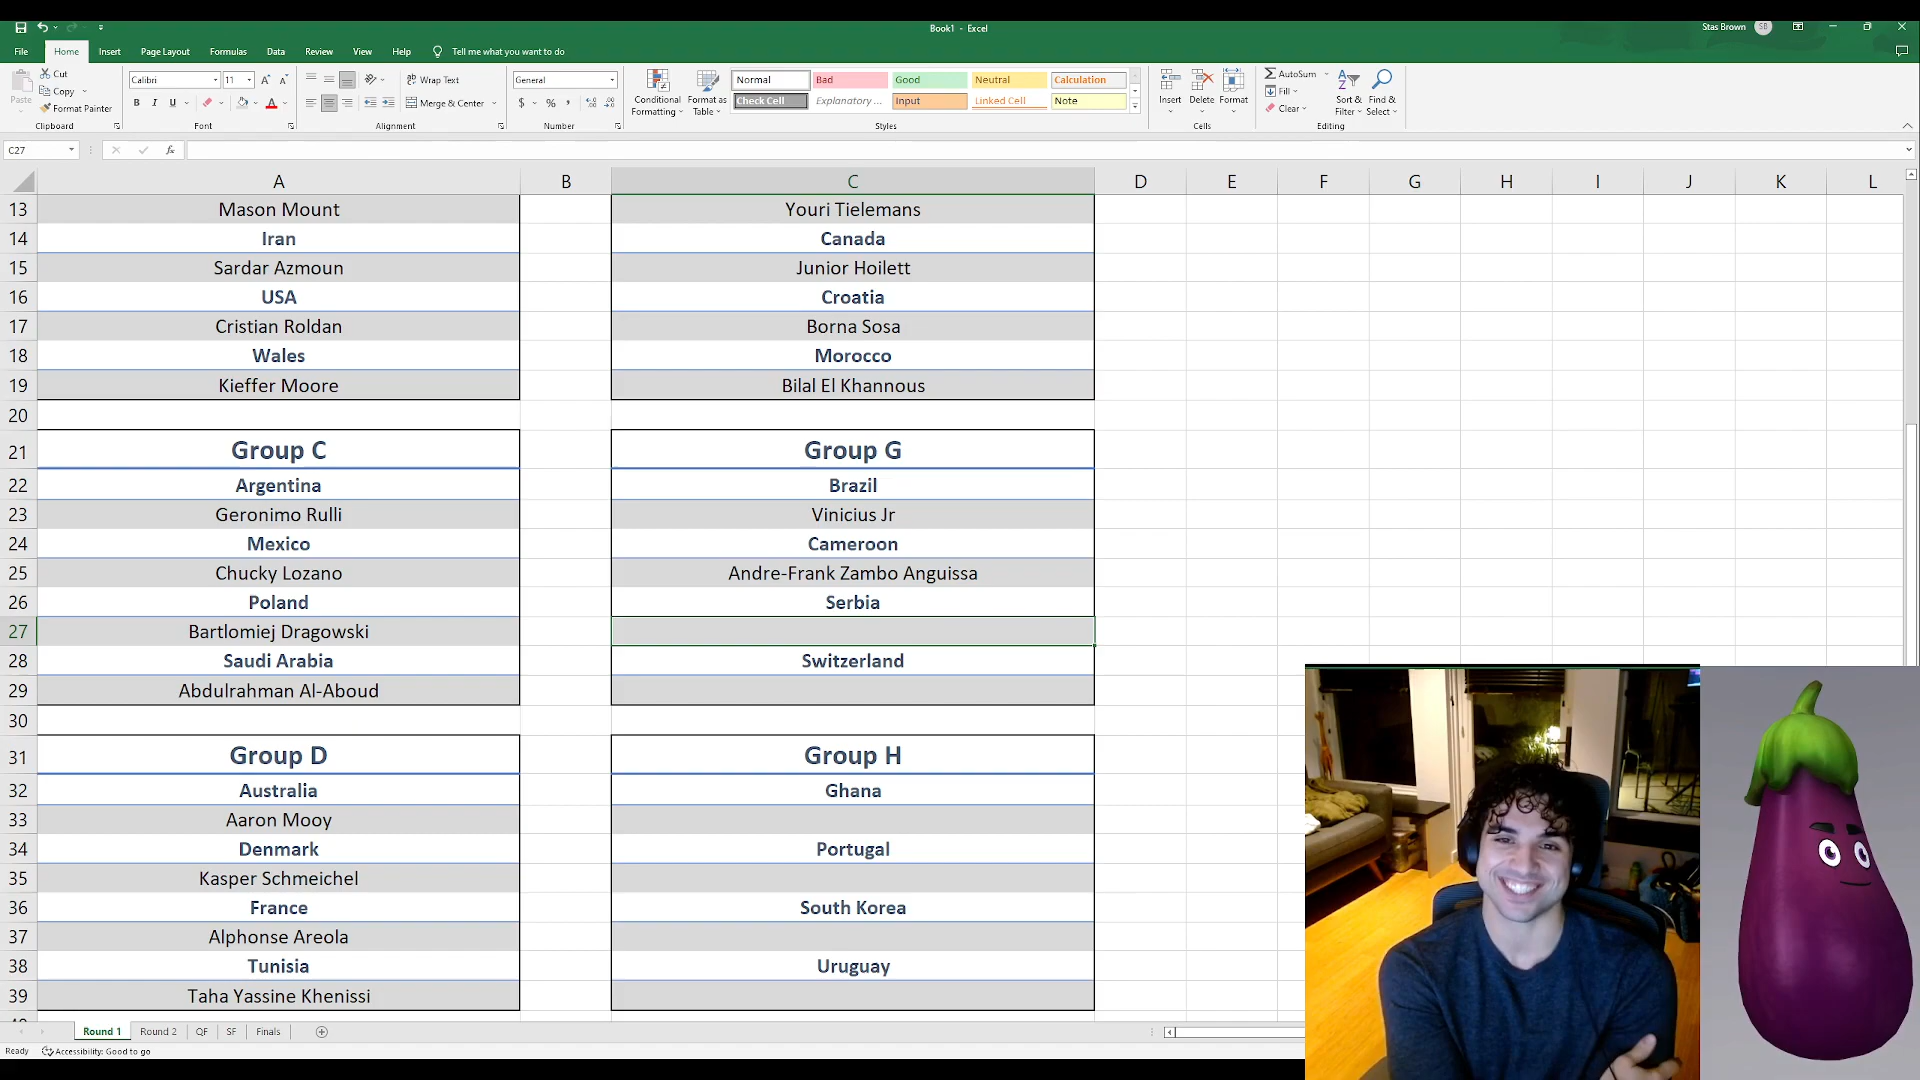 Book1 - Excel
Stas Brown
SB
File Home Insert Page Layout Formulas Data Review View Help Tell me what you want to do
Paste
Cut
Copy
Format Painter
Clipboard
Calibri
11
B I U
Font
Wrap Text
Merge & Center
Alignment
General
$ % ,
Number
Conditional Formatting
Format as Table
Normal Bad Good Neutral Calculation
Check Cell Explanatory ... Input Linked Cell Note
Styles
Insert Delete Format
Cells
AutoSum
Fill
Clear
Sort & Filter
Find & Select
Editing
C27
fx
A B C D E F G H I J K L
13 Mason Mount Youri Tielemans
14 Iran Canada
15 Sardar Azmoun Junior Hoilett
16 USA Croatia
17 Cristian Roldan Borna Sosa
18 Wales Morocco
19 Kieffer Moore Bilal El Khannous
20
21 Group C Group G
22 Argentina Brazil
23 Geronimo Rulli Vinicius Jr
24 Mexico Cameroon
25 Chucky Lozano Andre-Frank Zambo Anguissa
26 Poland Serbia
27 Bartlomiej Dragowski
28 Saudi Arabia Switzerland
29 Abdulrahman Al-Aboud
30
31 Group D Group H
32 Australia Ghana
33 Aaron Mooy
34 Denmark Portugal
35 Kasper Schmeichel
36 France South Korea
37 Alphonse Areola
38 Tunisia Uruguay
39 Taha Yassine Khenissi
Round 1 Round 2 QF SF Finals
Ready Accessibility: Good to go